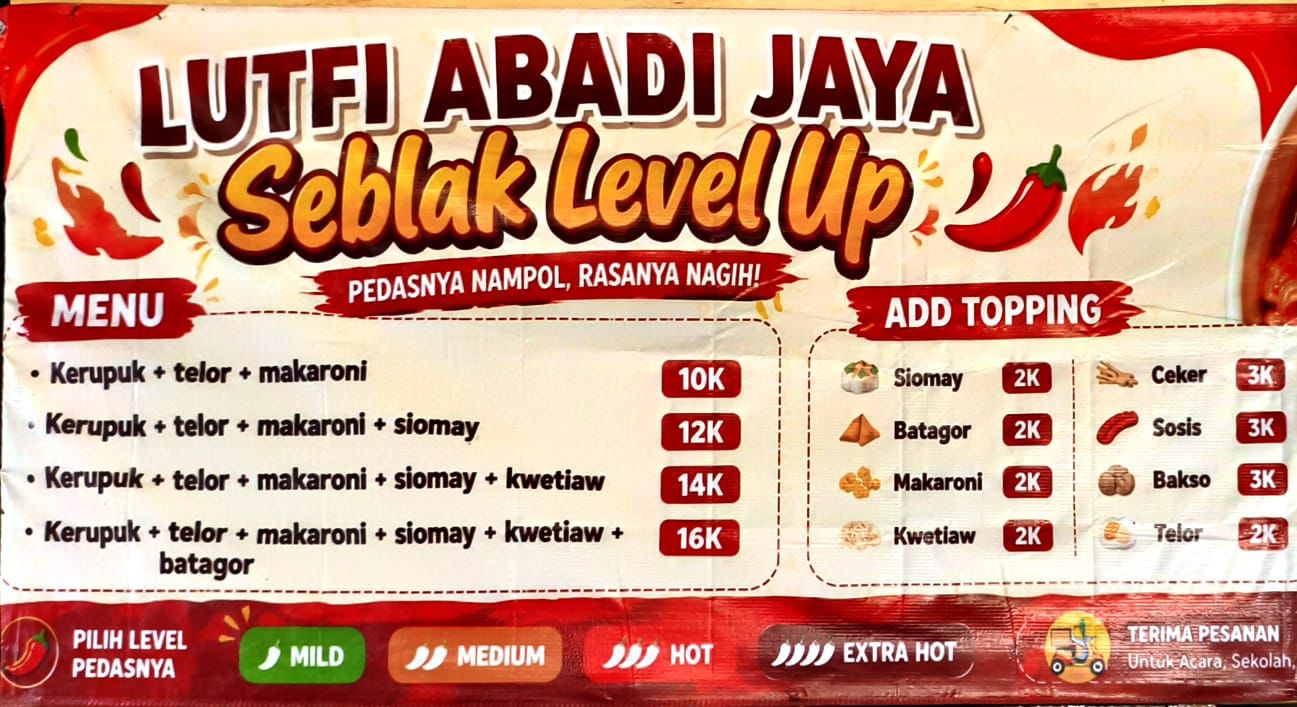 LUTFI ABADI JAYA
Seblak Level Up
PEDASNYA NAMPOL, RASANYA NAGIH!
MENU
• Kerupuk + telor + makaroni 10K
• Kerupuk + telor + makaroni + siomay 12K
• Kerupuk + telor + makaroni + siomay + kwetiaw 14K
• Kerupuk + telor + makaroni + siomay + kwetiaw + 16K
batagor
ADD TOPPING
Siomay 2K
Batagor 2K
Makaroni 2K
Kwetiaw 2K
Ceker 3K
Sosis 3K
Bakso 3K
Telor 2K
PILIH LEVEL
PEDASNYA
MILD
MEDIUM
HOT
EXTRA HOT
TERIMA PESANAN
Untuk Acara, Sekolah,